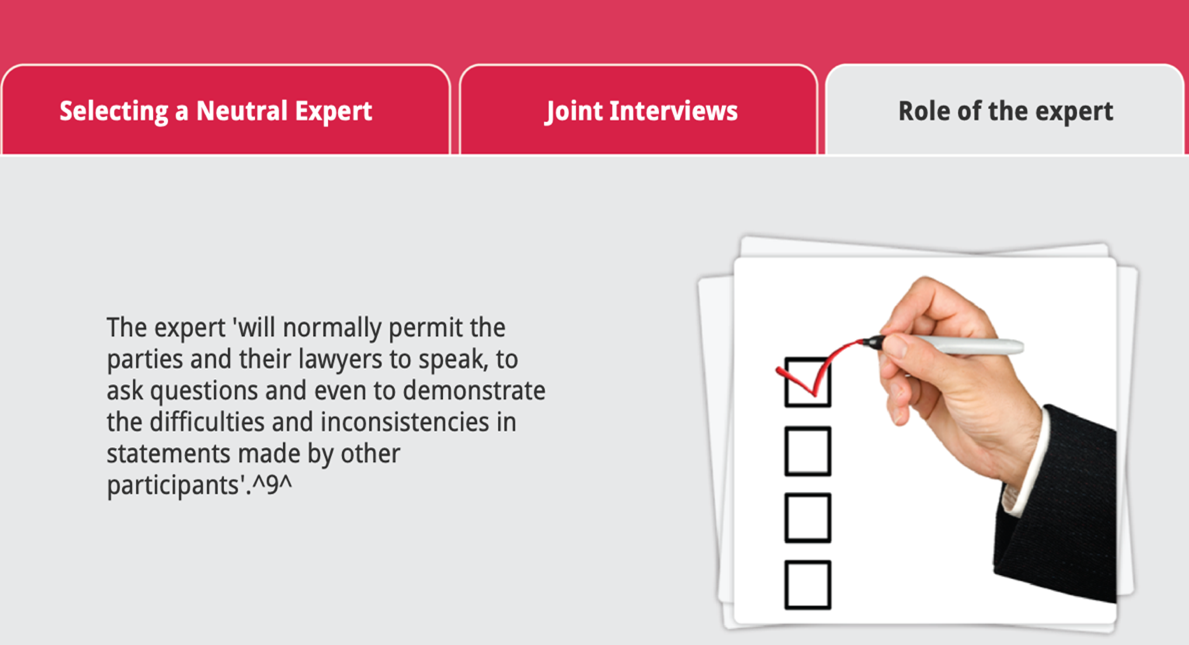 Selecting a Neutral Expert
Joint Interviews
Role of the expert
The expert 'will normally permit the
parties and their lawyers to speak, to
ask questions and even to demonstrate
the difficulties and inconsistencies in
statements made by other
participants'.^9^